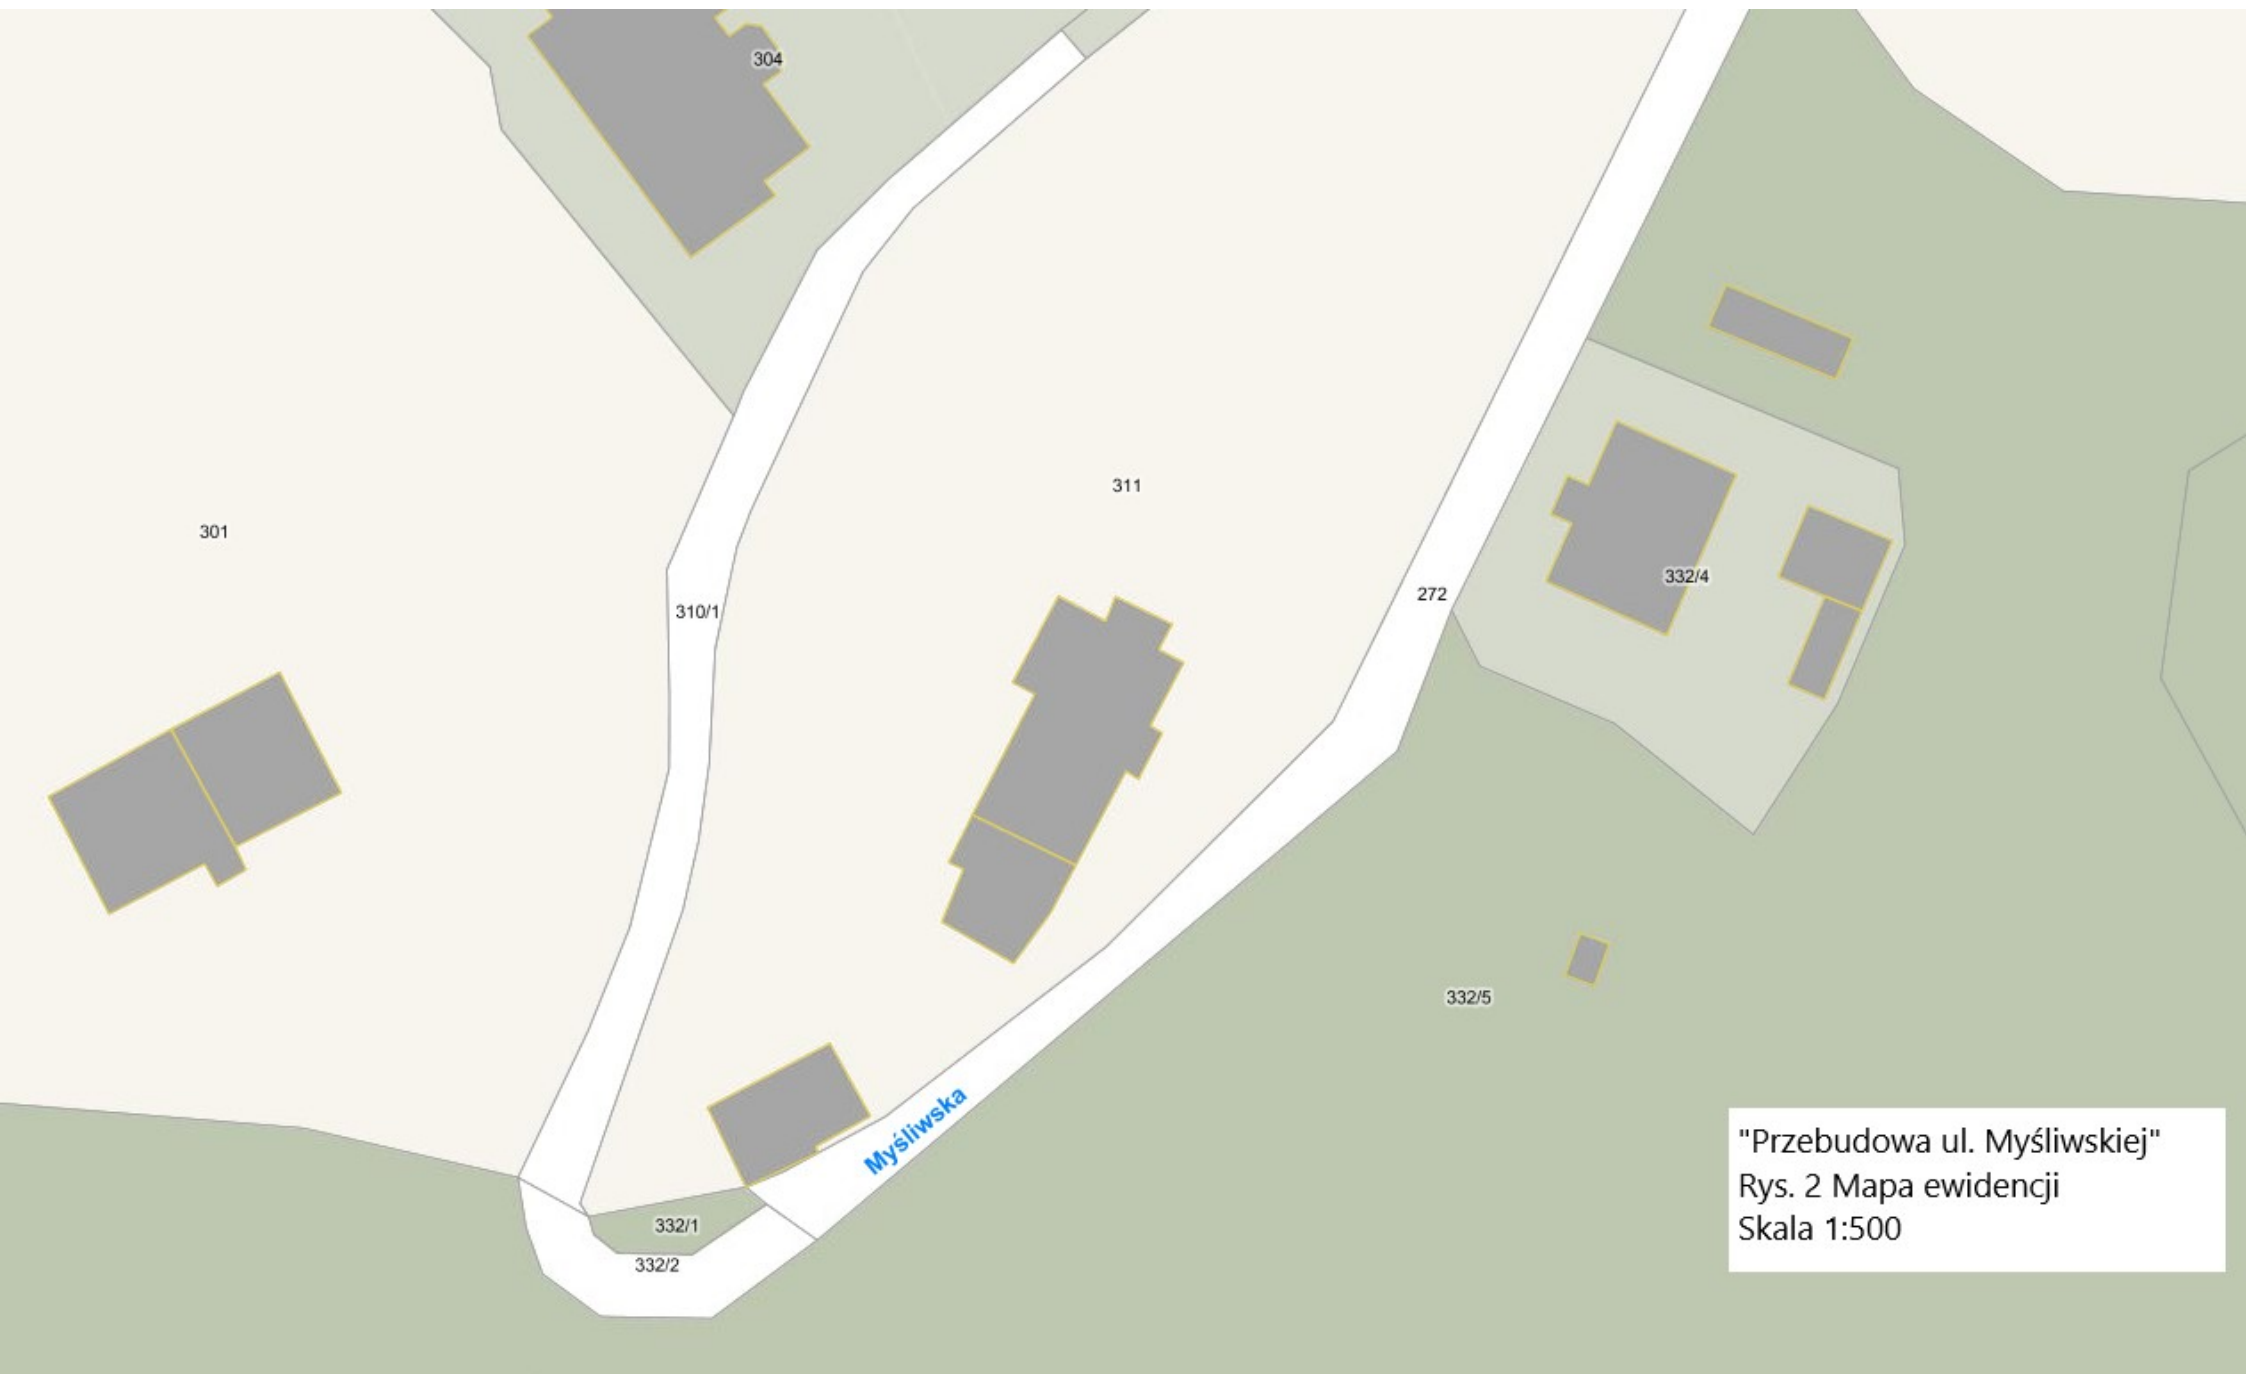 304
311
301
272
332/4
310/1
332/5
Myśliwska
332/1
332/2
"Przebudowa ul. Myśliwskiej"
Rys. 2 Mapa ewidencji
Skala 1:500